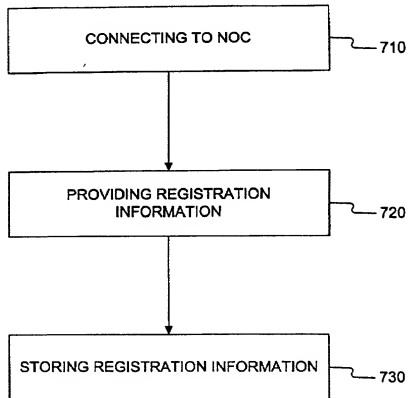 CONNECTING TO NOC
710
PROVIDING REGISTRATION
INFORMATION
720
STORING REGISTRATION INFORMATION
730